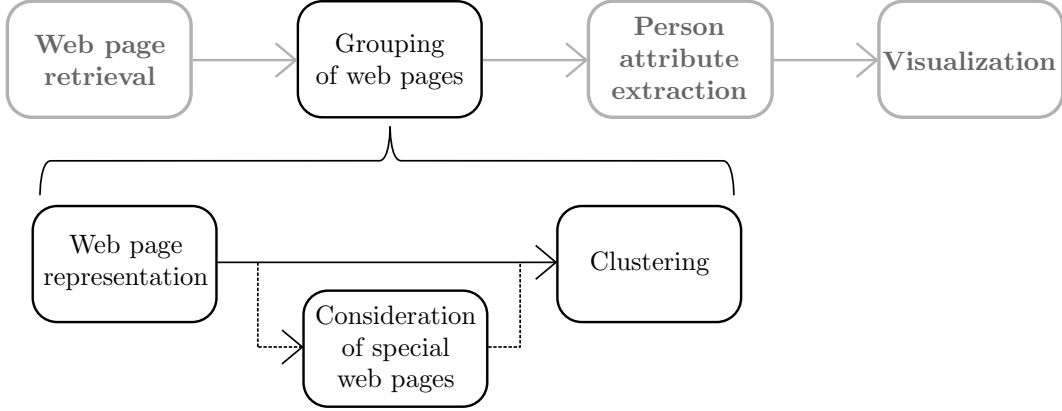 Web page
retrieval
Grouping
of web pages
Person
attribute
extraction
Visualization
Web page
representation
Consideration
of special
web pages
Clustering